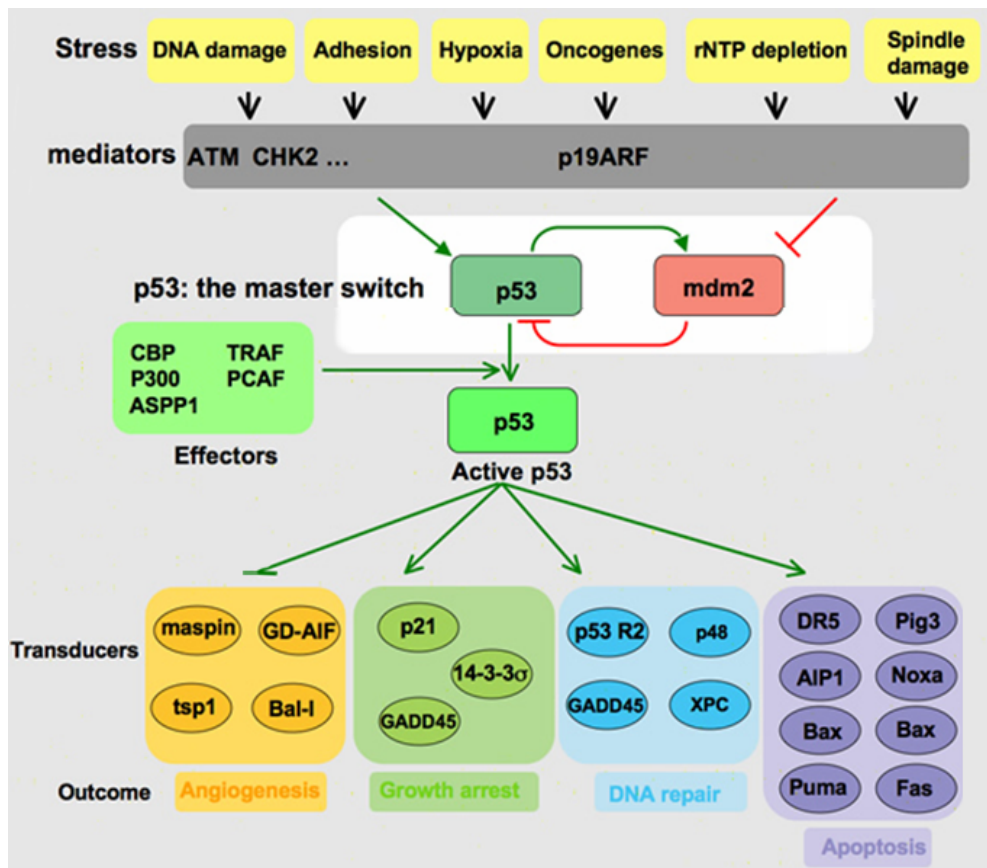 Stress DNA damage Adhesion Hypoxia Oncogenes rNTP depletion Spindle
damage
mediators ATM CHK2 ... p19ARF
p53: the master switch p53 mdm2
CBP TRAF
P300 PCAF
ASPP1
Effectors
p53
Active p53
Transducers
maspin GD-AIF
tsp1 Bal-I
p21
14-3-3σ
GADD45
p53 R2 p48
GADD45 XPC
DR5 Pig3
AIP1 Noxa
Bax Bax
Puma Fas
Outcome Angiogenesis Growth arrest DNA repair
Apoptosis